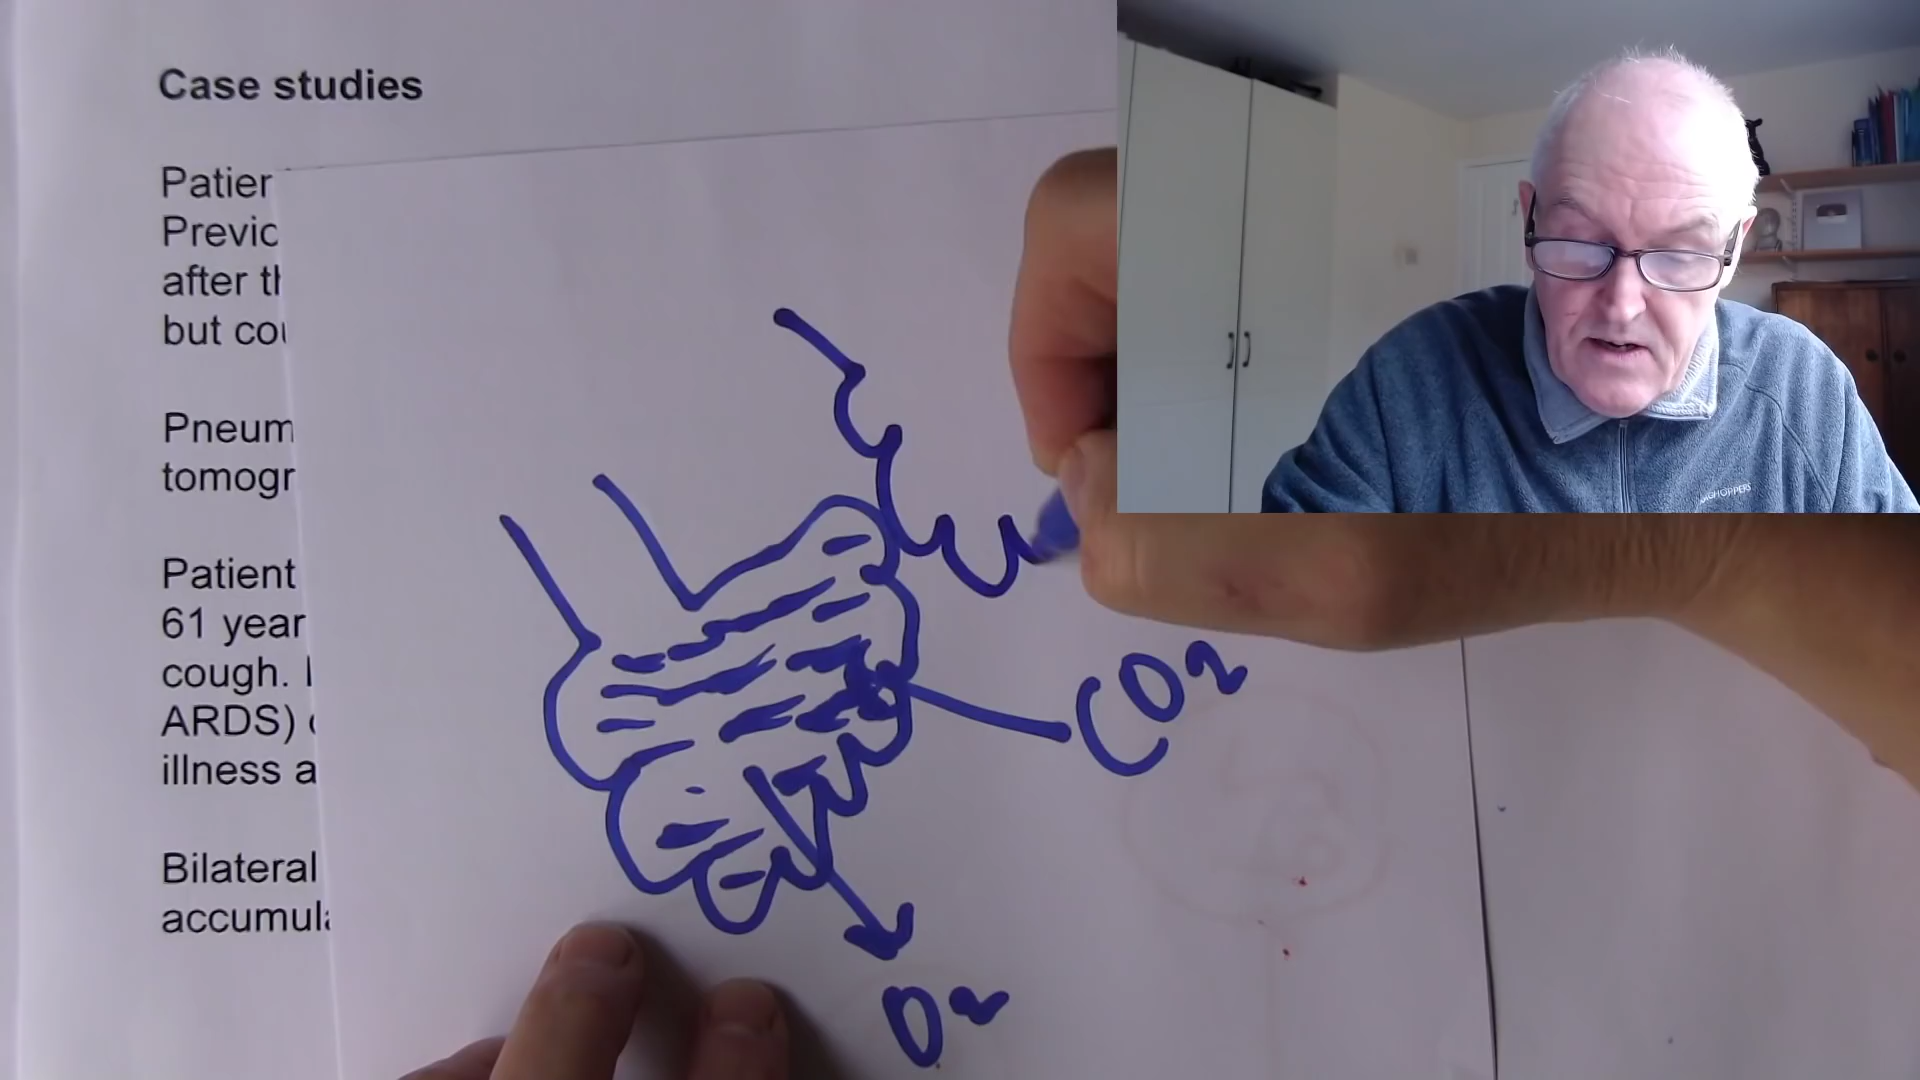 Case studies
Patier
Previc
after th
but cou
Pneum
tomogr
Patient
61 year
cough. I
ARDS) (
illness a
Bilateral
accumula
CO2
O2